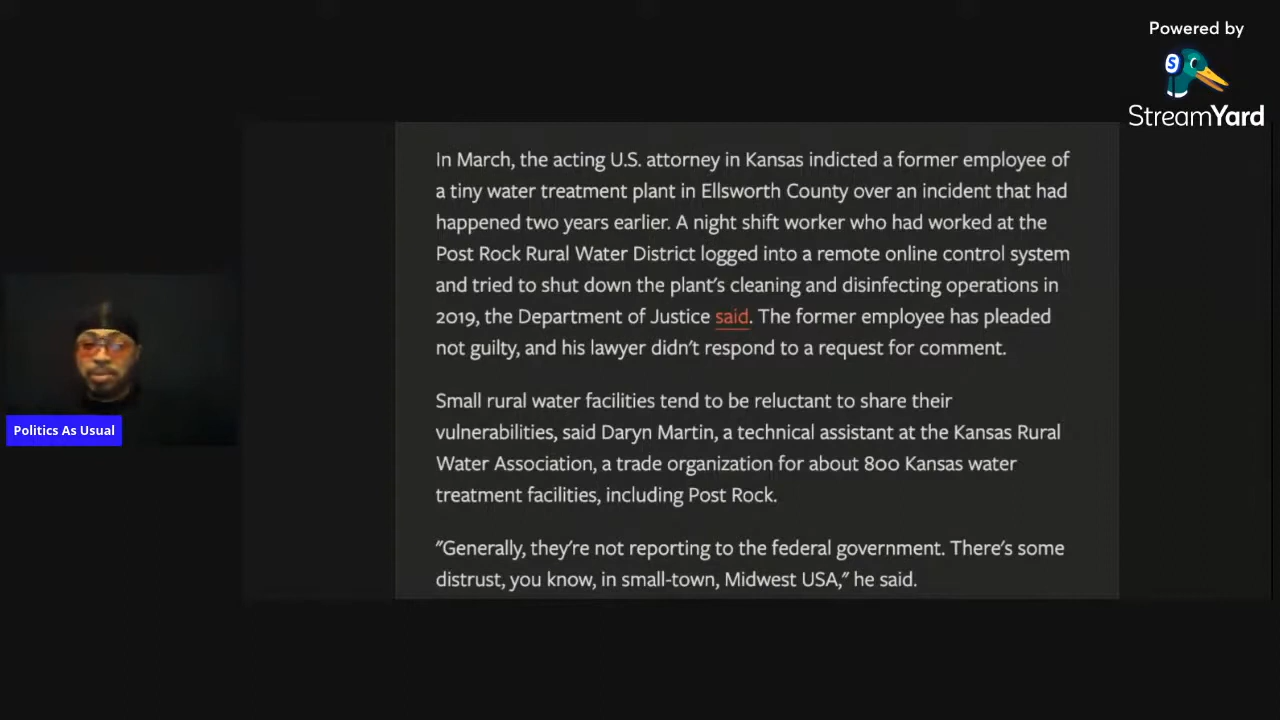 Powered by
S
StreamYard
In March, the acting U.S. attorney in Kansas indicted a former employee of
a tiny water treatment plant in Ellsworth County over an incident that had
happened two years earlier. A night shift worker who had worked at the
Post Rock Rural Water District logged into a remote online control system
and tried to shut down the plant's cleaning and disinfecting operations in
2019, the Department of Justice said. The former employee has pleaded
not guilty, and his lawyer didn't respond to a request for comment.
Small rural water facilities tend to be reluctant to share their
vulnerabilities, said Daryn Martin, a technical assistant at the Kansas Rural
Water Association, a trade organization for about 800 Kansas water
treatment facilities, including Post Rock.
"Generally, they're not reporting to the federal government. There's some
distrust, you know, in small-town, Midwest USA," he said.
Politics As Usual